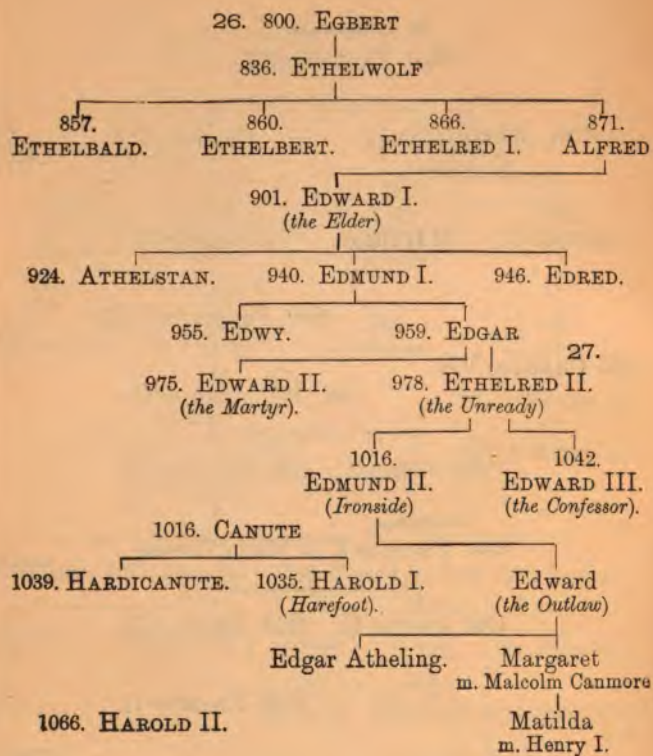 26. 800. EGBERT
836. ETHELWOLF
857. 860. 866. 871.
ETHELBALD. ETHELBERT. ETHELRED I. ALFRED
901. EDWARD I.
(the Elder)
924. ATHELSTAN. 940. EDMUND I. 946. EDRED.
955. EDWY. 959. EDGAR
27.
975. EDWARD II. 978. ETHELRED II.
(the Martyr). (the Unready)
1016. 1042.
EDMUND II. EDWARD III.
(Ironside) (the Confessor).
1016. CANUTE
1039. HARDICANUTE. 1035. HAROLD I. Edward
(Harefoot). (the Outlaw)
Edgar Atheling. Margaret
m. Malcolm Canmore
1066. HAROLD II. Matilda
m. Henry I.